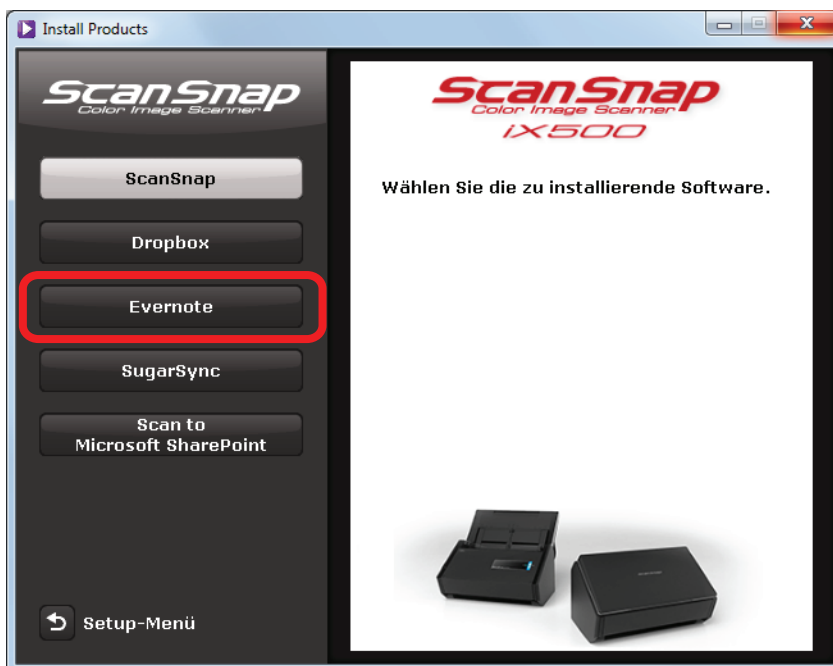 Install Products
ScanSnap
Color Image Scanner
ScanSnap
Dropbox
Evernote
SugarSync
Scan to
Microsoft SharePoint
Setup-Menü
ScanSnap
Color Image Scanner
iX500
Wählen Sie die zu installierende Software.